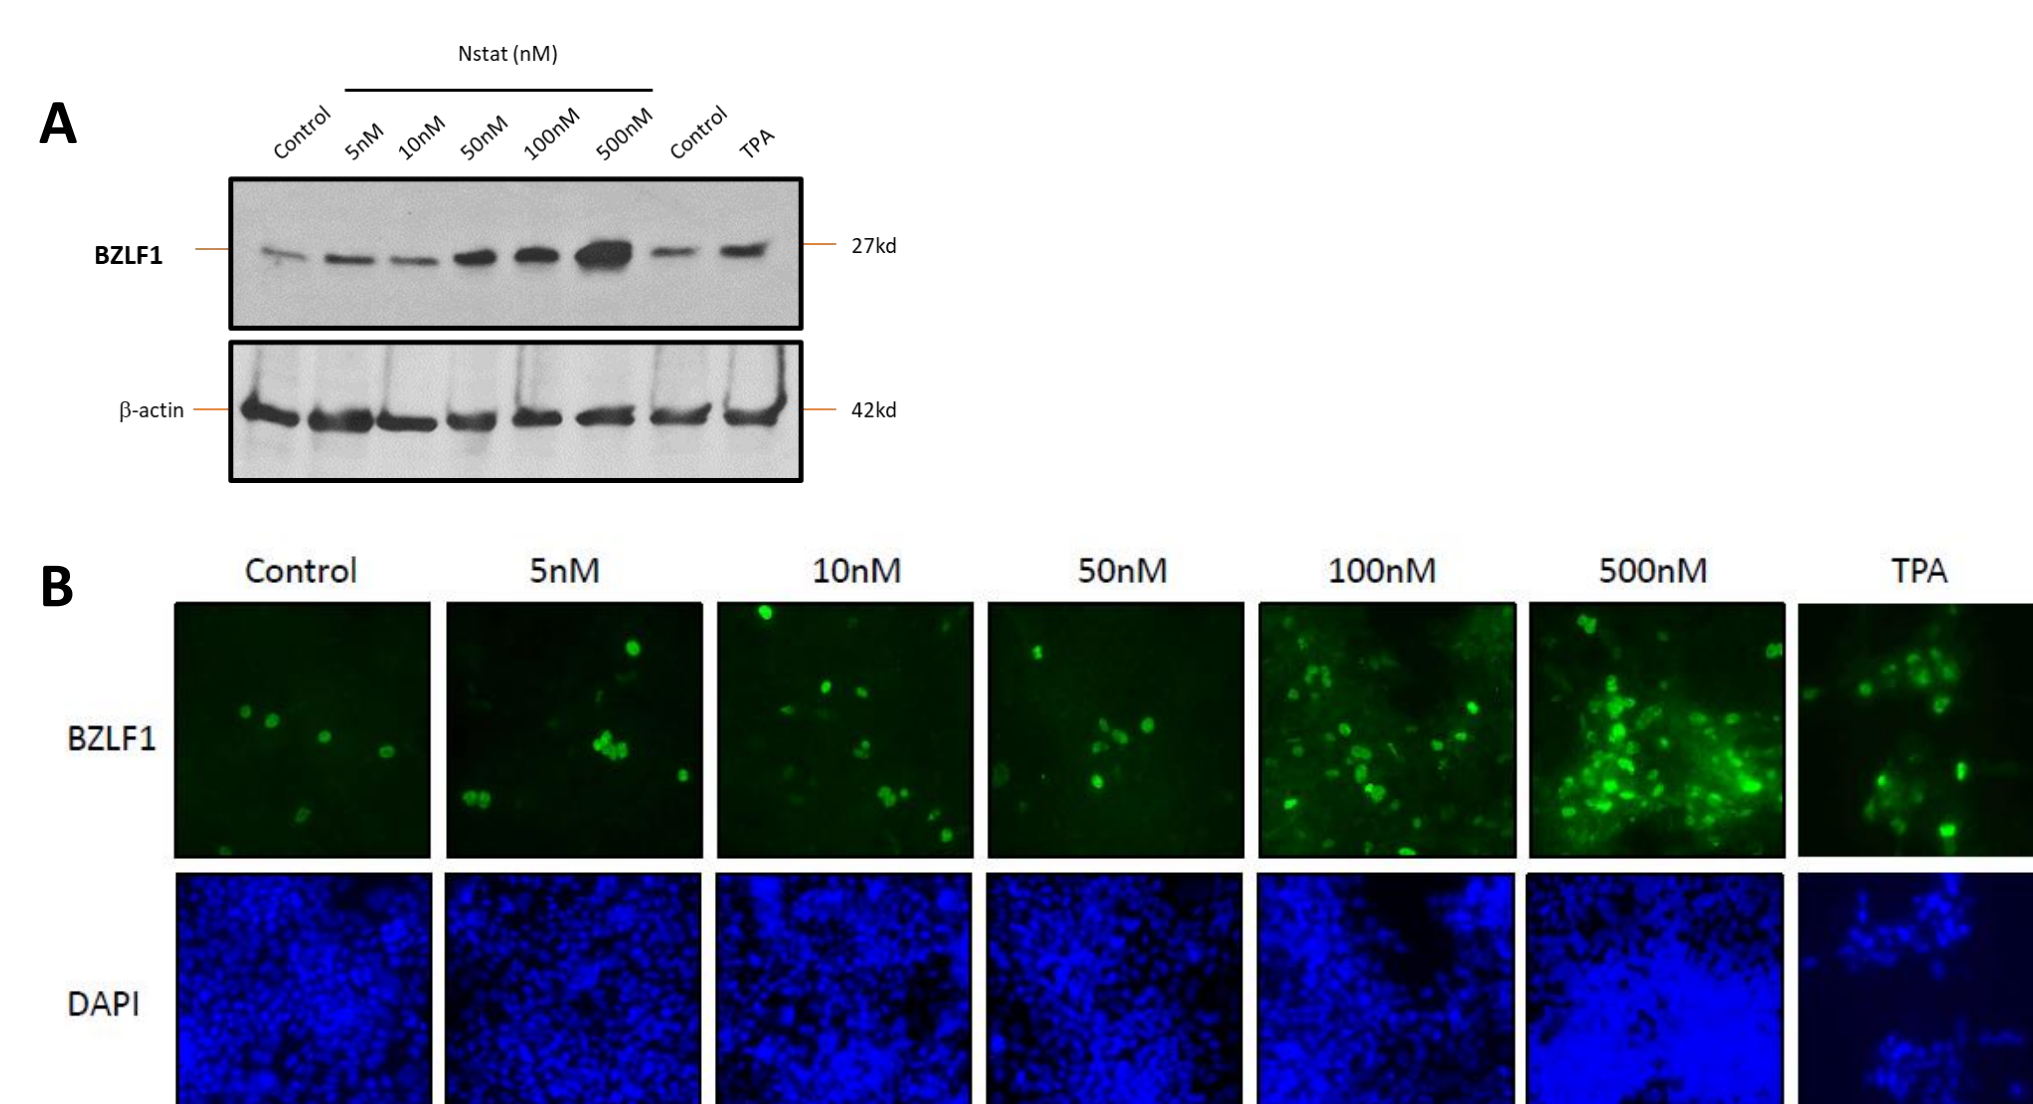 Nstat (nM)
A
Control 5nM 10nM 50nM 100nM 500nM Control TPA
BZLF1 27kd
β-actin 42kd
B
Control 5nM 10nM 50nM 100nM 500nM TPA
BZLF1
DAPI